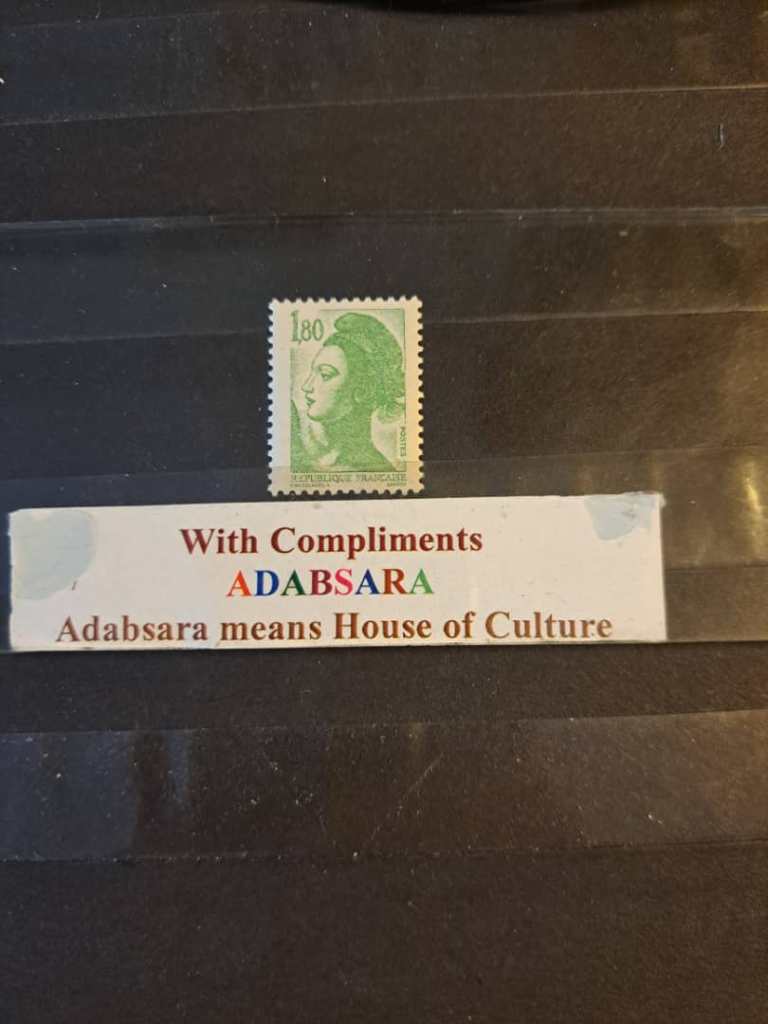 1,80
POSTES
REPUBLIQUE FRANÇAISE
With Compliments
ADABSARA
Adabsara means House of Culture